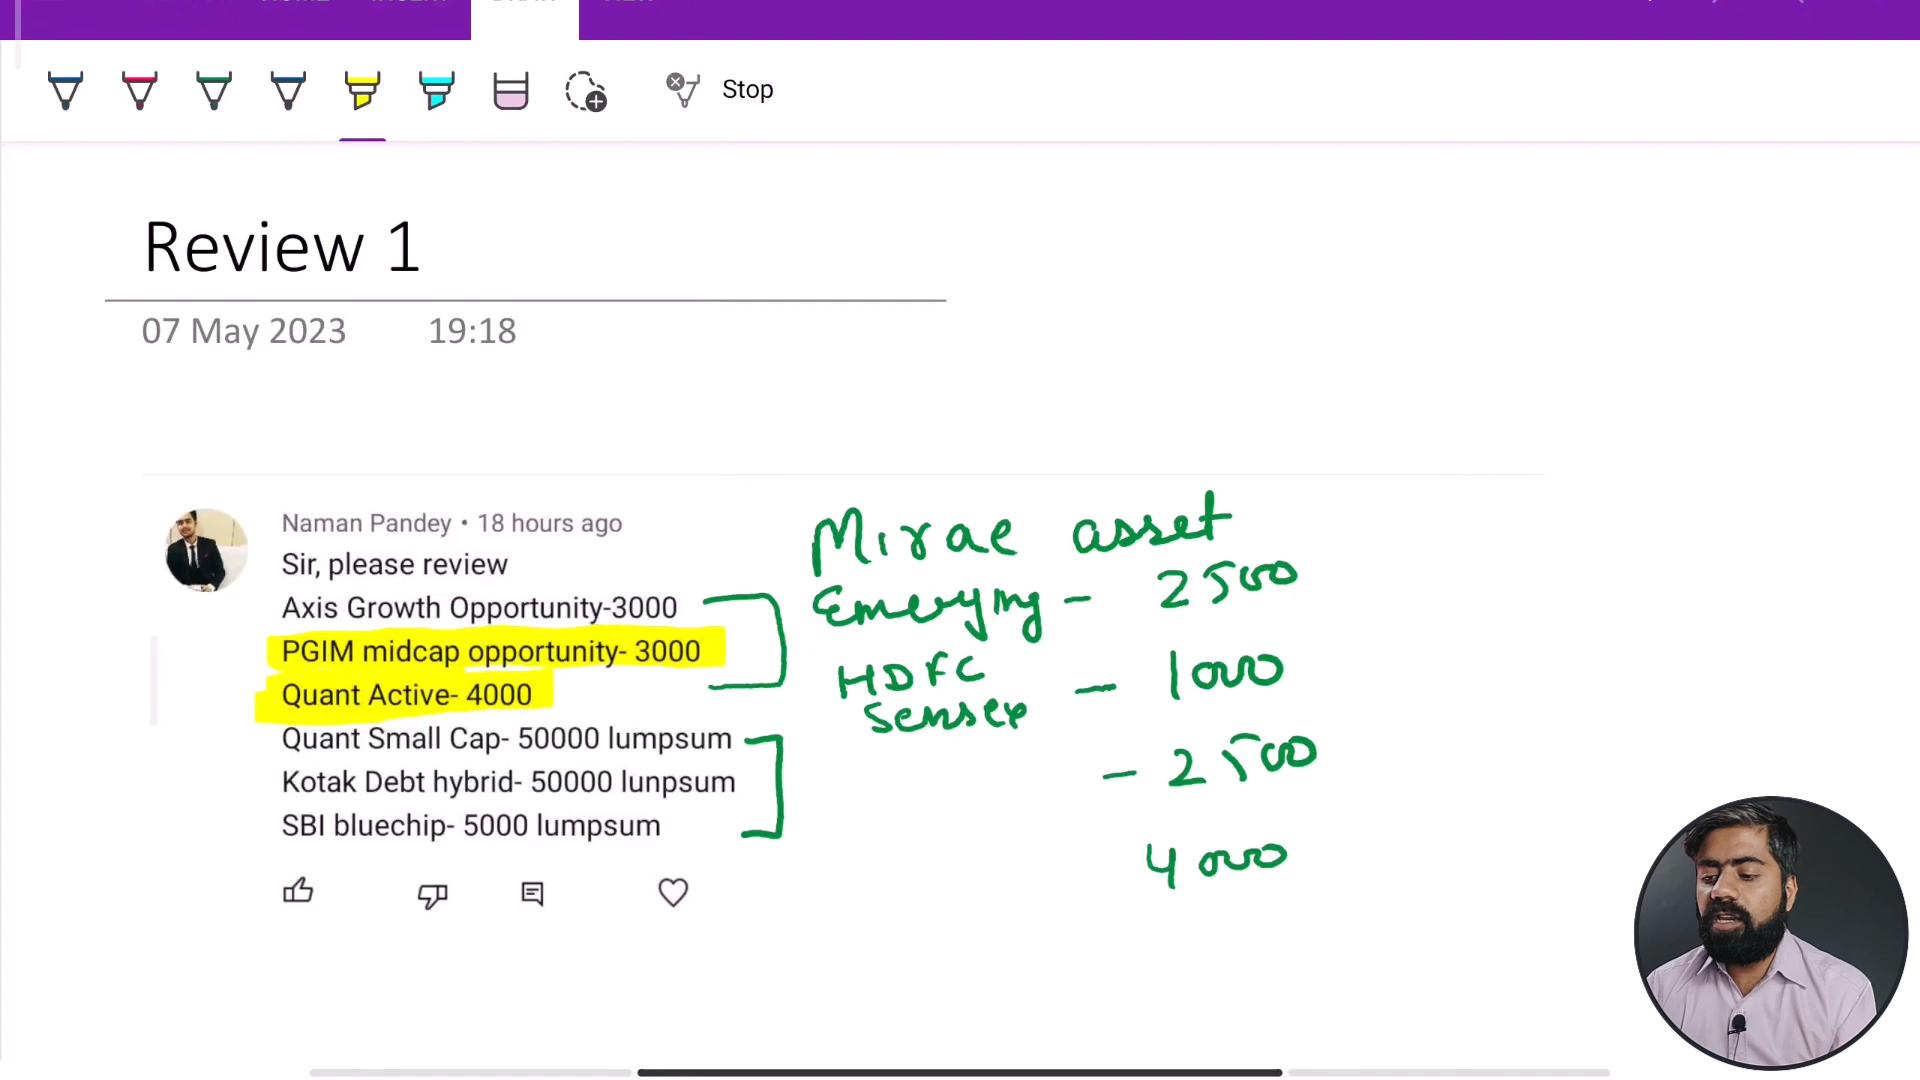 Stop
Review 1
07 May 2023 19:18
Naman Pandey • 18 hours ago
Sir, please review
Axis Growth Opportunity-3000
PGIM midcap opportunity- 3000
Quant Active- 4000
Quant Small Cap- 50000 lumpsum
Kotak Debt hybrid- 50000 lunpsum
SBI bluechip- 5000 lumpsum
Mirae asset
Emerging - 2500
HDFC
Sensex - 1000
- 2500
4000